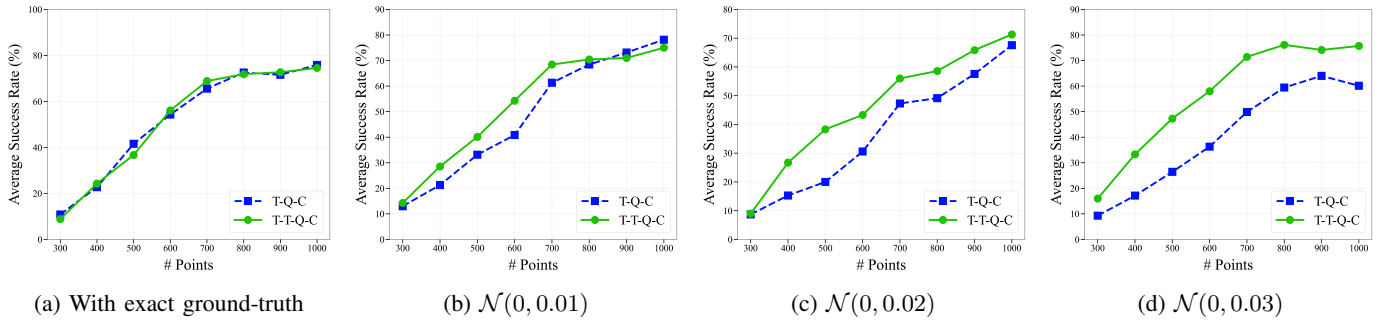 100
80
60
40
20
0
Average Success Rate (%)
T-Q-C
T-T-Q-C
300 400 500 600 700 800 900 1000
# Points
(a) With exact ground-truth
90
80
70
60
50
40
30
20
10
0
Average Success Rate (%)
T-Q-C
T-T-Q-C
300 400 500 600 700 800 900 1000
# Points
(b) 𝒩(0, 0.01)
80
70
60
50
40
30
20
10
0
Average Success Rate (%)
T-Q-C
T-T-Q-C
300 400 500 600 700 800 900 1000
# Points
(c) 𝒩(0, 0.02)
90
80
70
60
50
40
30
20
10
0
Average Success Rate (%)
T-Q-C
T-T-Q-C
300 400 500 600 700 800 900 1000
# Points
(d) 𝒩(0, 0.03)